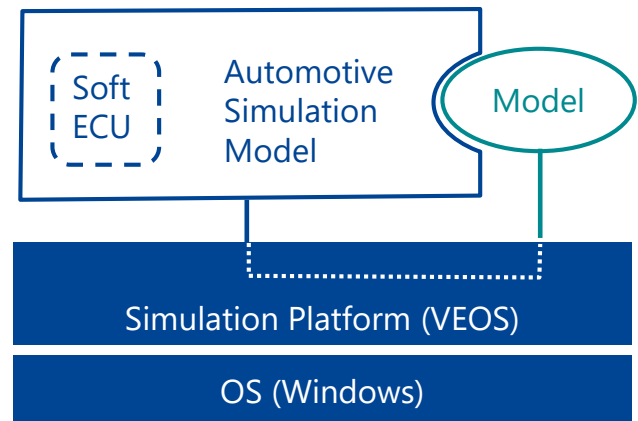 Soft
ECU
Automotive
Simulation
Model
Model
Simulation Platform (VEOS)
OS (Windows)